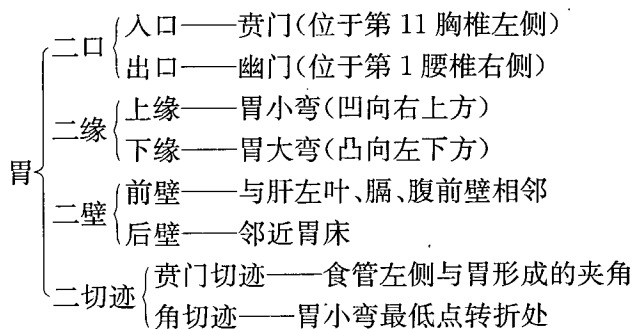 胃
二口
入口——贲门(位于第11胸椎左侧)
出口——幽门(位于第1腰椎右侧)
二缘
上缘——胃小弯(凹向右上方)
下缘——胃大弯(凸向左下方)
二壁
前壁——与肝左叶、膈、腹前壁相邻
后壁——邻近胃床
二切迹
贲门切迹——食管左侧与胃形成的夹角
角切迹——胃小弯最低点转折处